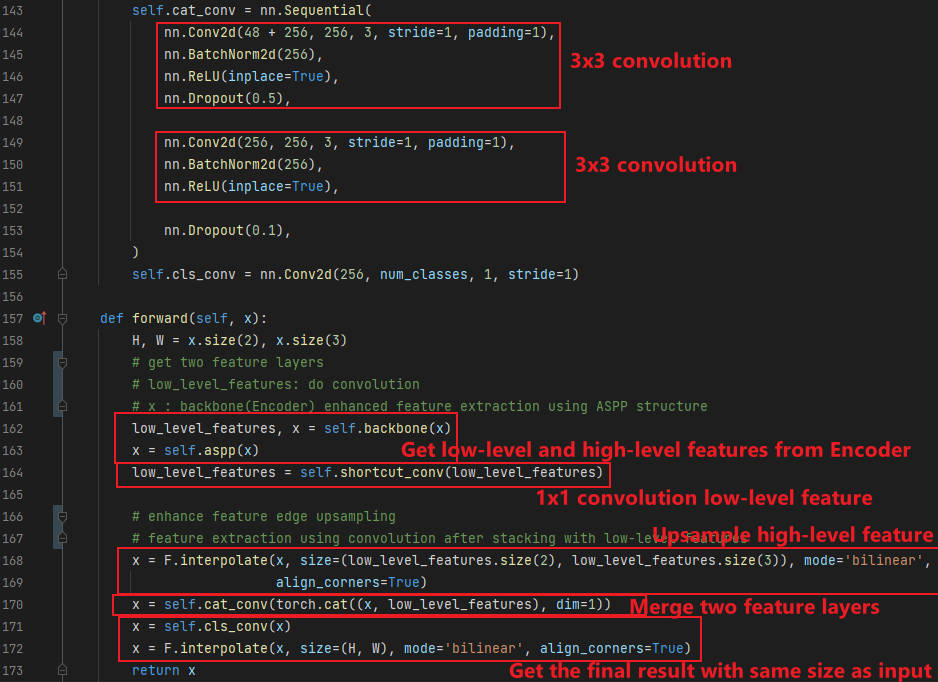 143 self.cat_conv = nn.Sequential(
144 nn.Conv2d(48 + 256, 256, 3, stride=1, padding=1),
145 nn.BatchNorm2d(256), 3x3 convolution
146 nn.ReLU(inplace=True),
147 nn.Dropout(0.5),
148
149 nn.Conv2d(256, 256, 3, stride=1, padding=1),
150 nn.BatchNorm2d(256), 3x3 convolution
151 nn.ReLU(inplace=True),
152
153 nn.Dropout(0.1),
154 )
155 self.cls_conv = nn.Conv2d(256, num_classes, 1, stride=1)
156
157 def forward(self, x):
158 H, W = x.size(2), x.size(3)
159 # get two feature layers
160 # low_level_features: do convolution
161 # x : backbone(Encoder) enhanced feature extraction using ASPP structure
162 low_level_features, x = self.backbone(x)
163 x = self.aspp(x) Get low-level and high-level features from Encoder
164 low_level_features = self.shortcut_conv(low_level_features)
165 1x1 convolution low-level feature
166 # enhance feature edge upsampling
Upsample high-level feature
167 # feature extraction using convolution after stacking with low-level features
168 x = F.interpolate(x, size=(low_level_features.size(2), low_level_features.size(3)), mode='bilinear',
169 align_corners=True)
170 x = self.cat_conv(torch.cat((x, low_level_features), dim=1)) Merge two feature layers
171 x = self.cls_conv(x)
172 x = F.interpolate(x, size=(H, W), mode='bilinear', align_corners=True)
173 return x Get the final result with same size as input